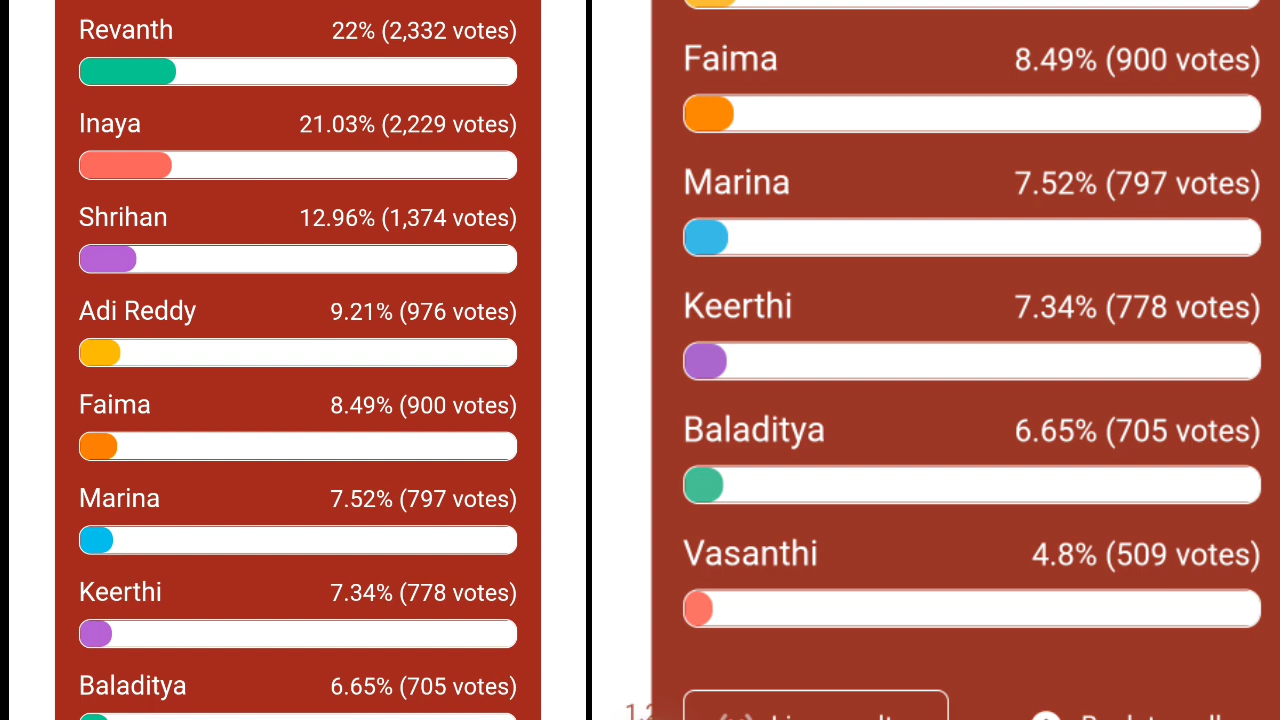 Revanth 22% (2,332 votes)
Inaya 21.03% (2,229 votes)
Shrihan 12.96% (1,374 votes)
Adi Reddy 9.21% (976 votes)
Faima 8.49% (900 votes)
Marina 7.52% (797 votes)
Keerthi 7.34% (778 votes)
Baladitya 6.65% (705 votes)
Faima 8.49% (900 votes)
Marina 7.52% (797 votes)
Keerthi 7.34% (778 votes)
Baladitya 6.65% (705 votes)
Vasanthi 4.8% (509 votes)